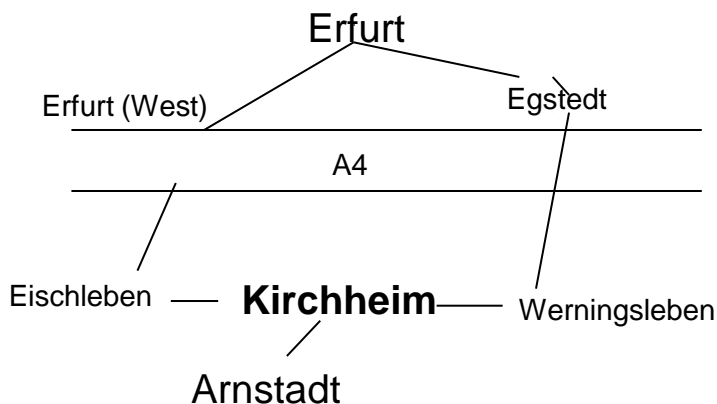 Erfurt
Erfurt (West)
Egstedt
A4
Eischleben
Kirchheim
Werningsleben
Arnstadt